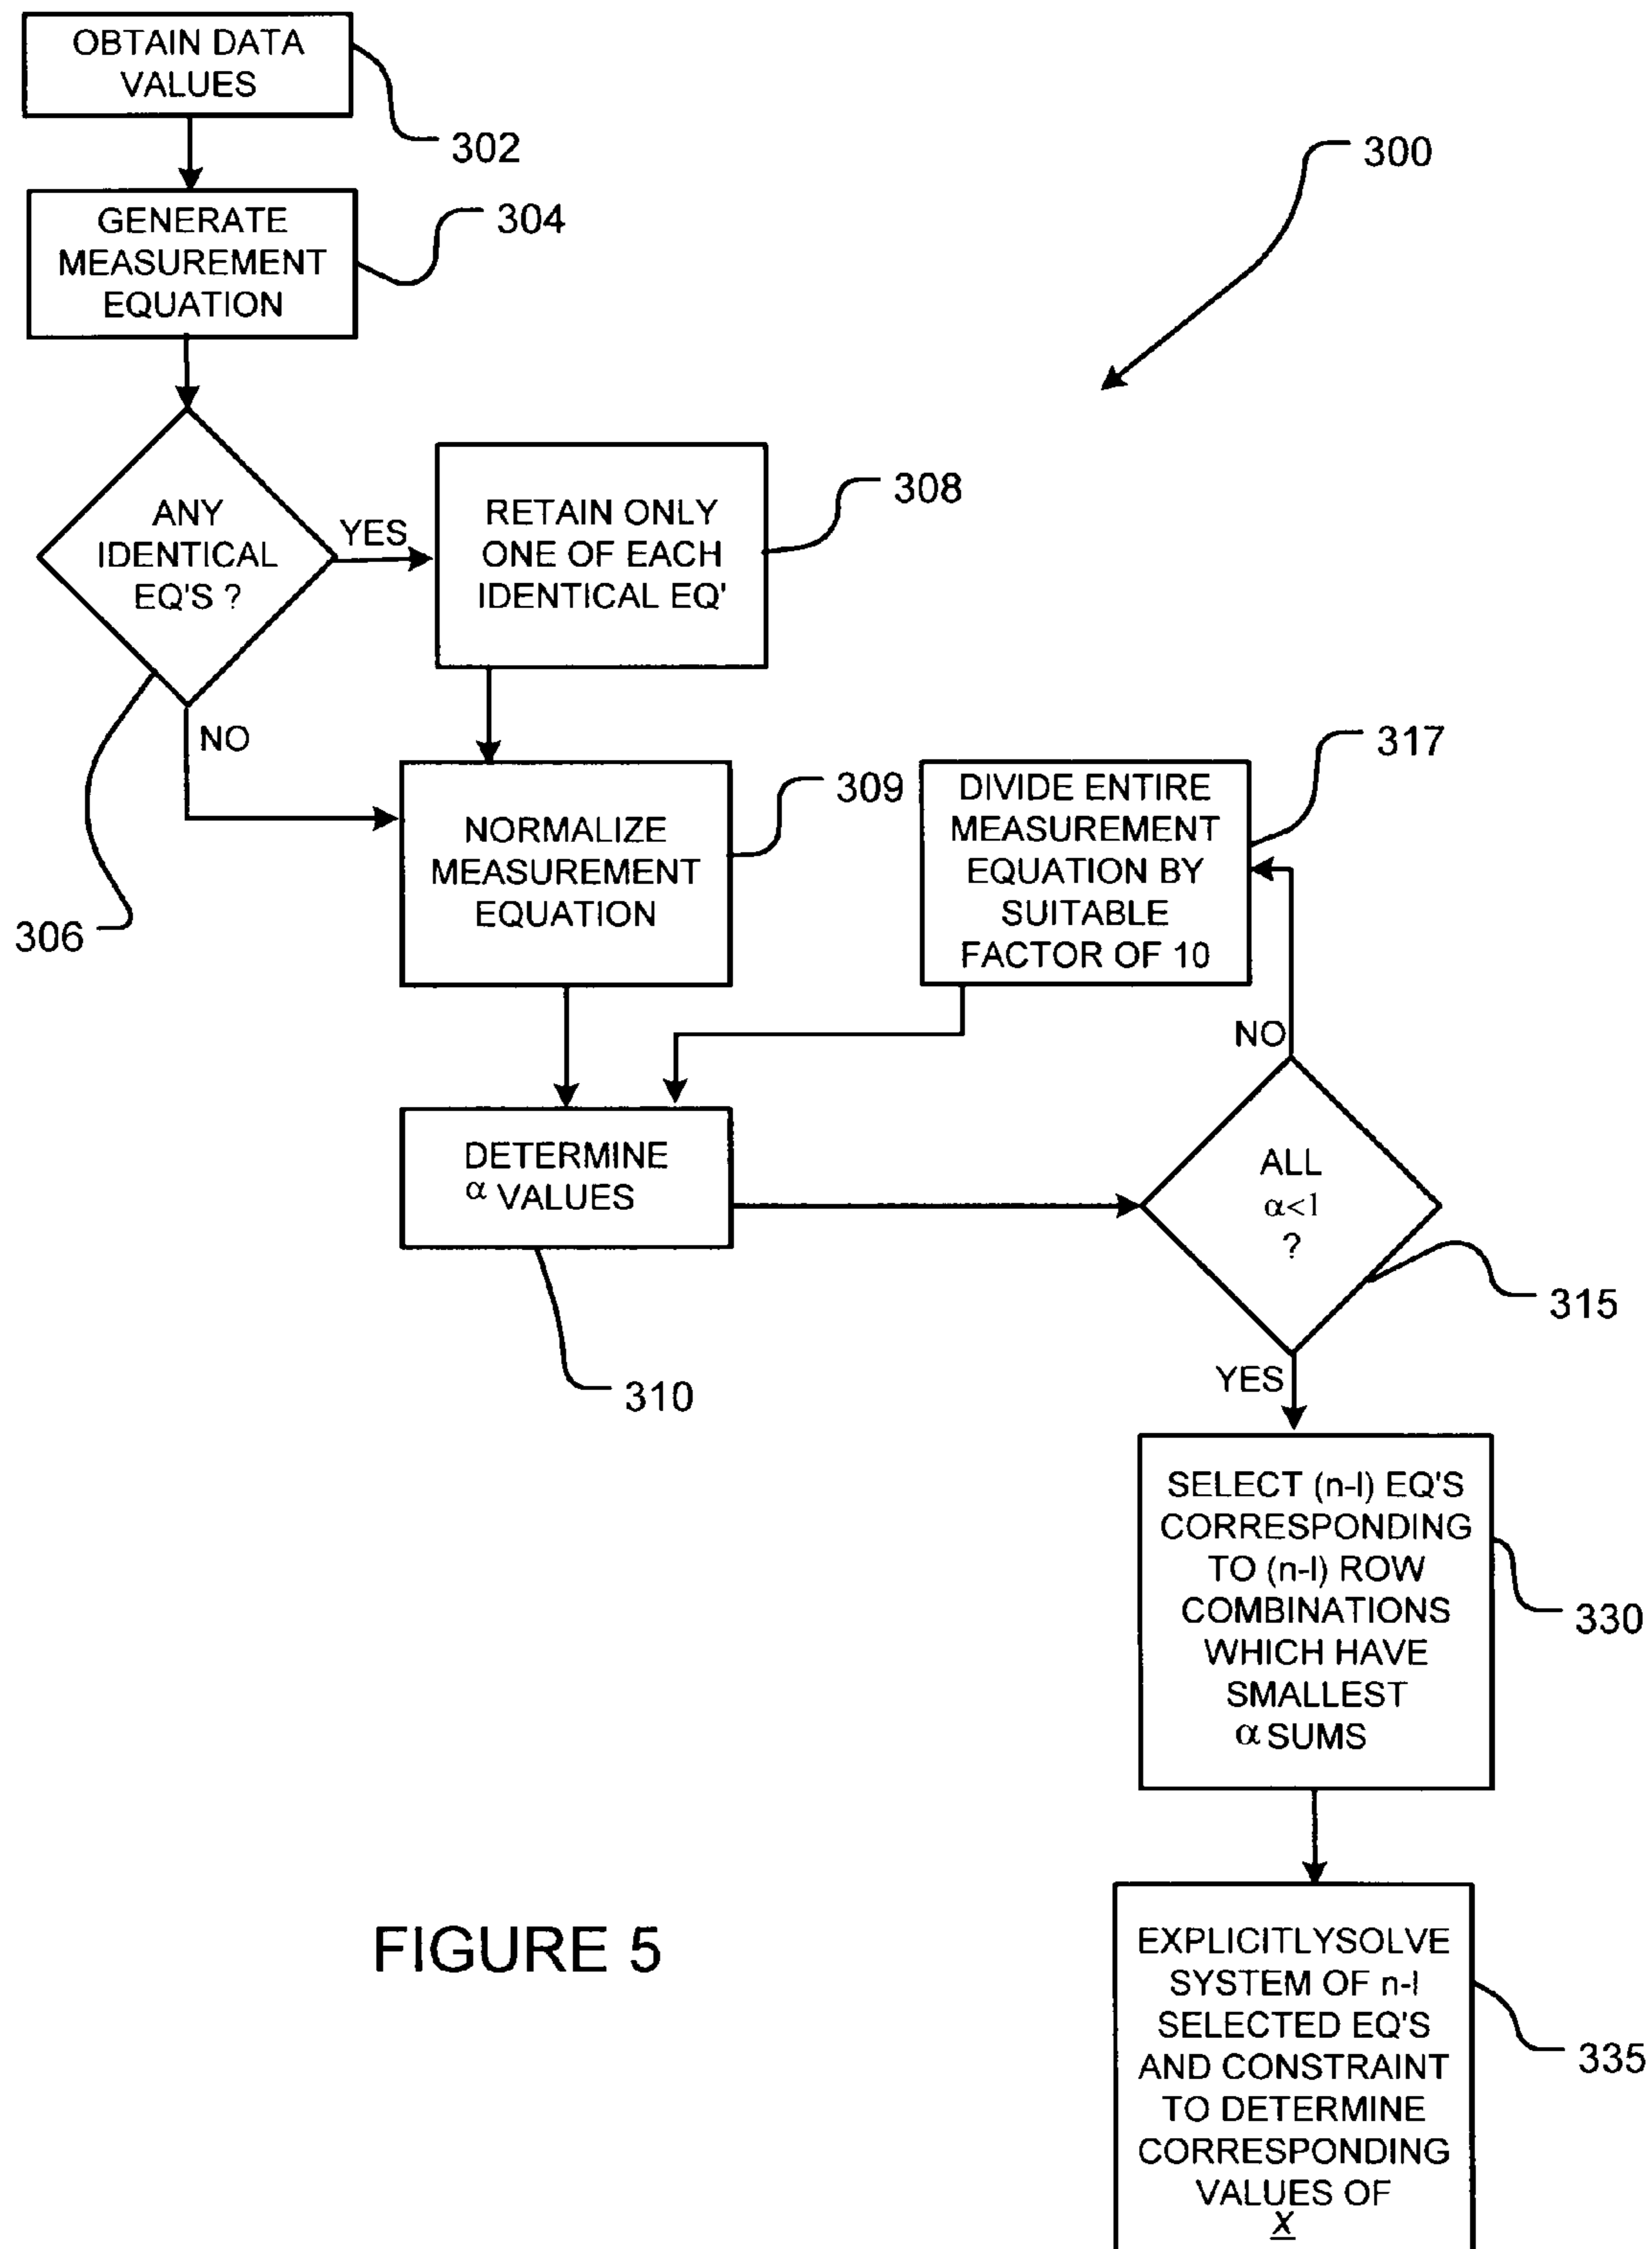 OBTAIN DATA
VALUES
302
300
GENERATE
MEASUREMENT
EQUATION
304
ANY
IDENTICAL
EQ'S ?
YES
NO
306
RETAIN ONLY
ONE OF EACH
IDENTICAL EQ'
308
NORMALIZE
MEASUREMENT
EQUATION
309
DIVIDE ENTIRE
MEASUREMENT
EQUATION BY
SUITABLE
FACTOR OF 10
317
NO
DETERMINE
α VALUES
310
ALL
α<1
?
315
YES
SELECT (n-l) EQ'S
CORRESPONDING
TO (n-l) ROW
COMBINATIONS
WHICH HAVE
SMALLEST
α SUMS
330
EXPLICITLYSOLVE
SYSTEM OF n-l
SELECTED EQ'S
AND CONSTRAINT
TO DETERMINE
CORRESPONDING
VALUES OF
x
335
FIGURE 5